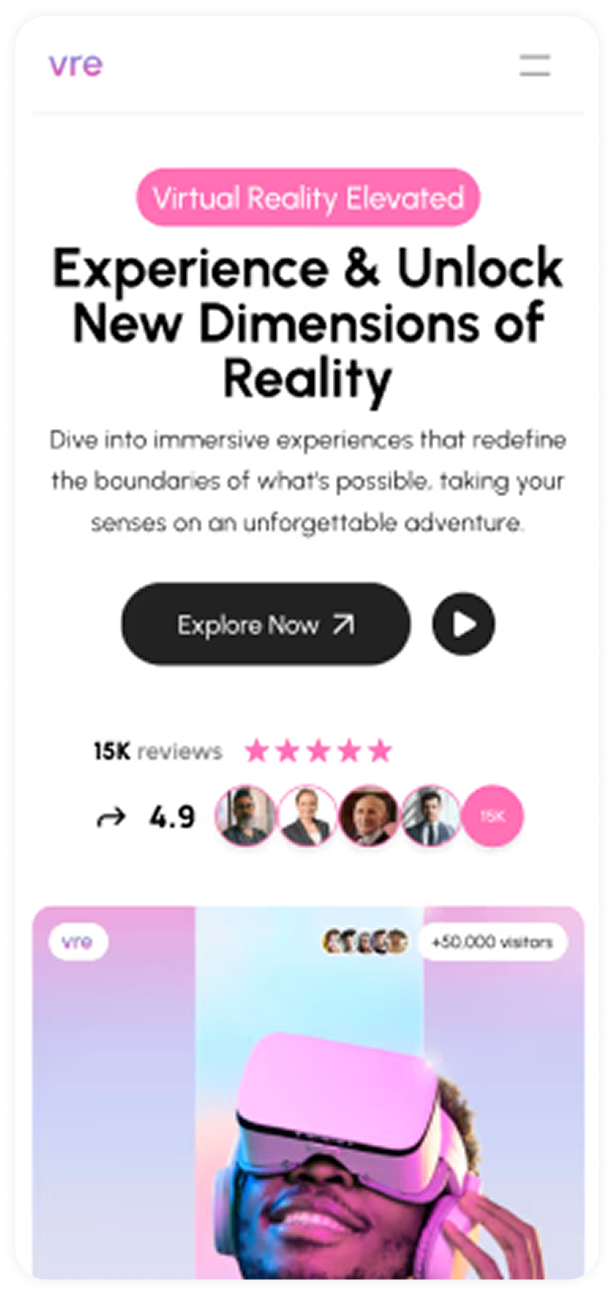 vre
Virtual Reality Elevated
Experience & Unlock
New Dimensions of
Reality
Dive into immersive experiences that redefine
the boundaries of what's possible, taking your
senses on an unforgettable adventure.
Explore Now
15K reviews
4.9
15K
vre
+50,000 visitors